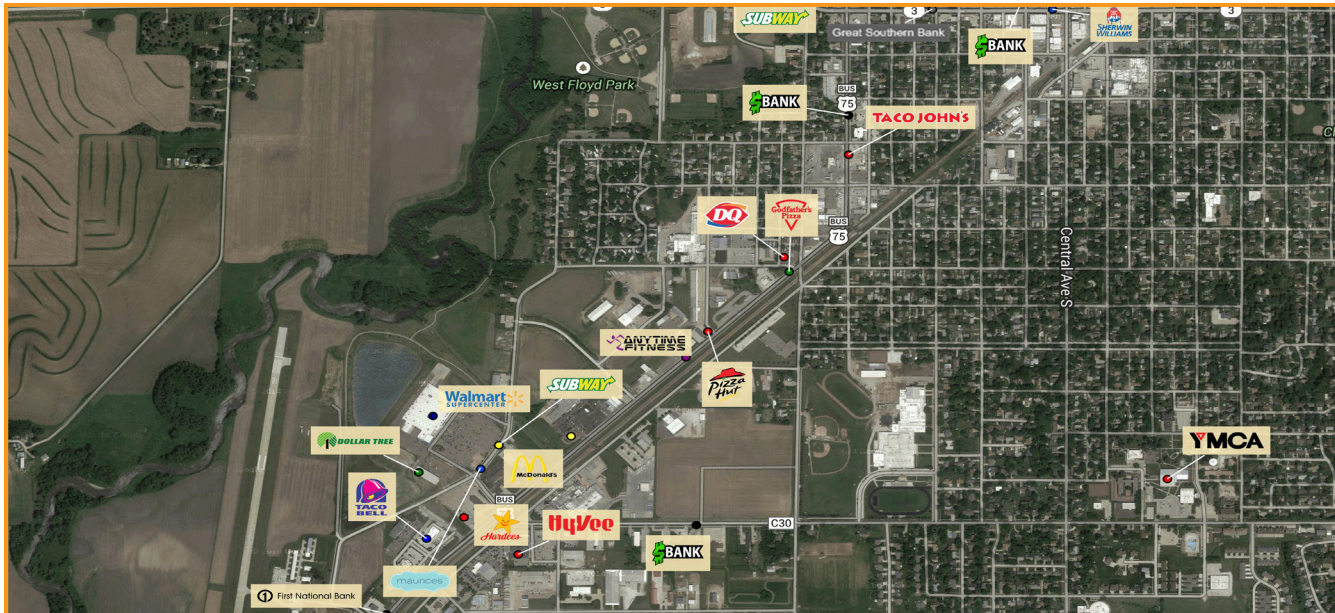 3
SUBWAY
Great Southern Bank
$BANK
SHERWIN
WILLIAMS
3
West Floyd Park
$BANK
BUS
75
TACO JOHN'S
DQ
Godfather's
Pizza
BUS
75
Central Ave S
ANYTIME
FITNESS
Pizza
Hut
SUBWAY
Walmart
SUPERCENTER
DOLLAR TREE
McDonald's
YMCA
TACO
BELL
BUS
Hardees
HyVee
C30
$BANK
maurices
1 First National Bank